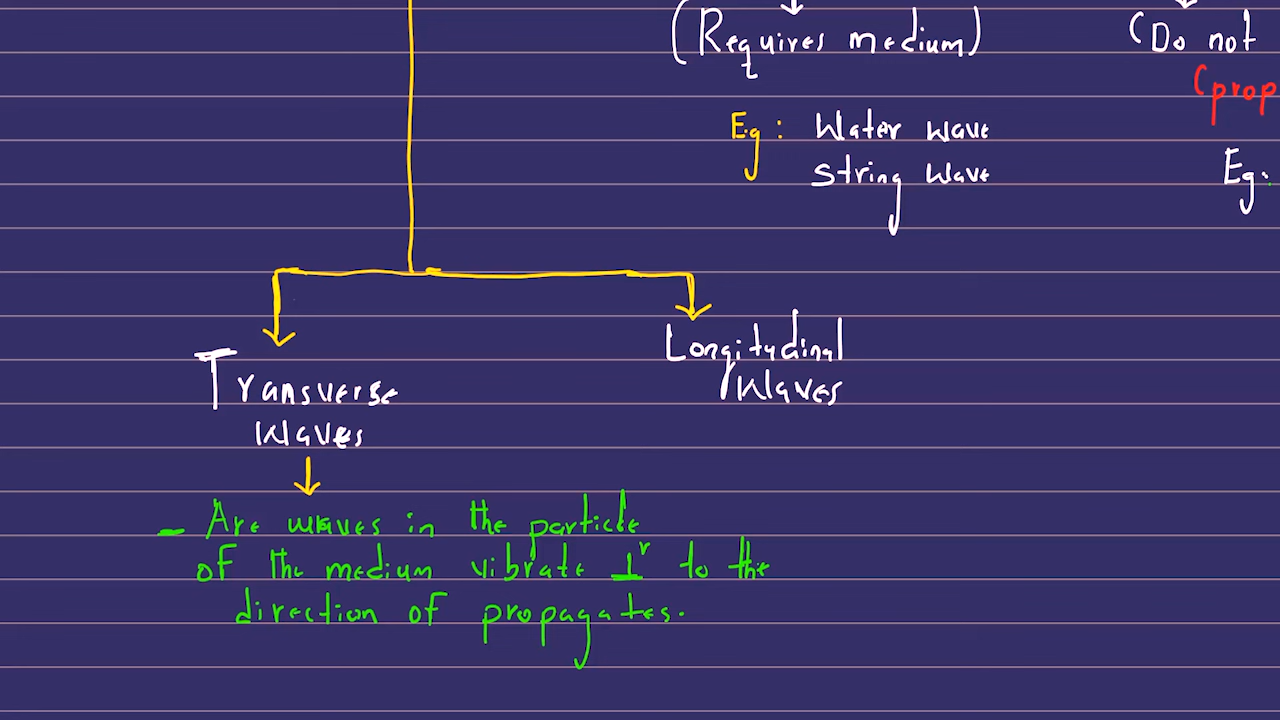 (Requires medium)
Eg: Water wave
String wave
(Do not
(prop
Eg:
Transverse
Waves
Longitudinal
Waves
- Are waves in the particle
of the medium vibrate ⊥r to the
direction of propagates.